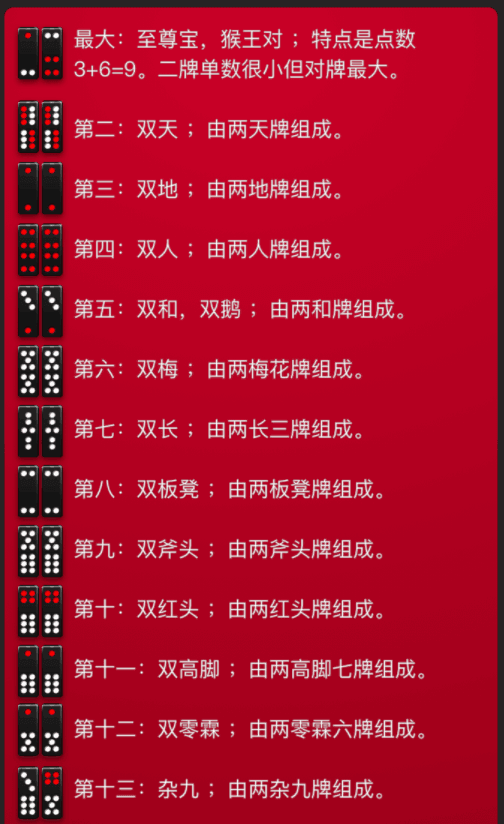 最大：至尊宝，猴王对 ；特点是点数
3+6=9。二牌单数很小但对牌最大。
第二：双天 ；由两天牌组成。
第三：双地 ；由两地牌组成。
第四：双人 ；由两人牌组成。
第五：双和，双鹅 ；由两和牌组成。
第六：双梅 ；由两梅花牌组成。
第七：双长 ；由两长三牌组成。
第八：双板凳 ；由两板凳牌组成。
第九：双斧头 ；由两斧头牌组成。
第十：双红头 ；由两红头牌组成。
第十一：双高脚 ；由两高脚七牌组成。
第十二：双零霖 ；由两零霖六牌组成。
第十三：杂九 ；由两杂九牌组成。